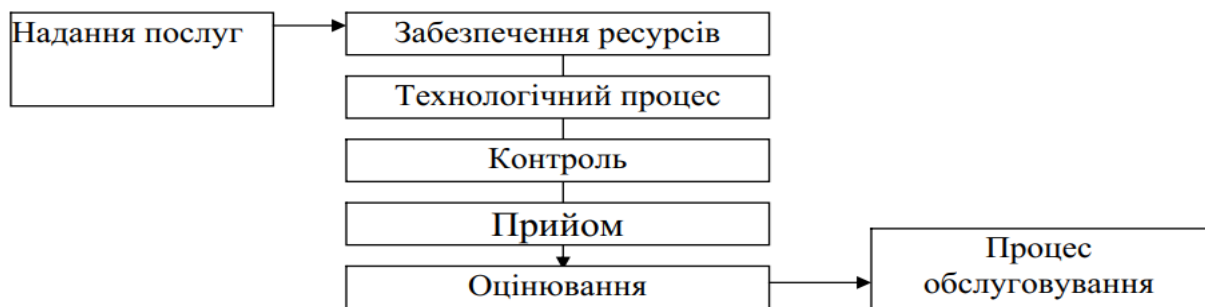 Надання послуг
Забезпечення ресурсів
Технологічний процес
Контроль
Прийом
Оцінювання
Процес
обслуговування